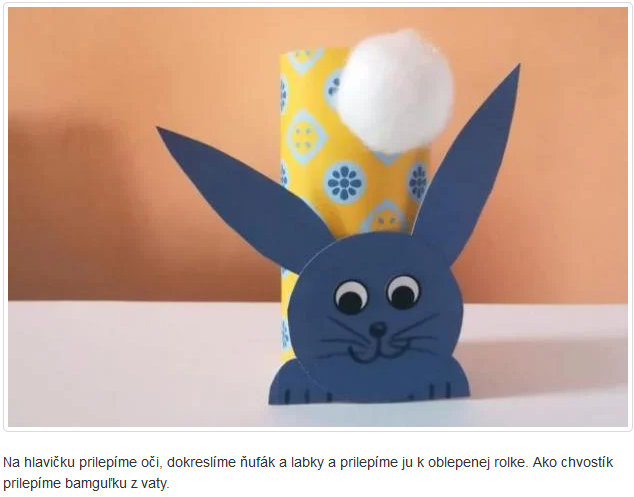 Na hlavičku prilepíme oči, dokreslíme ňufák a labky a prilepíme ju k oblepenej rolke. Ako chvostík
prilepíme bamguľku z vaty.